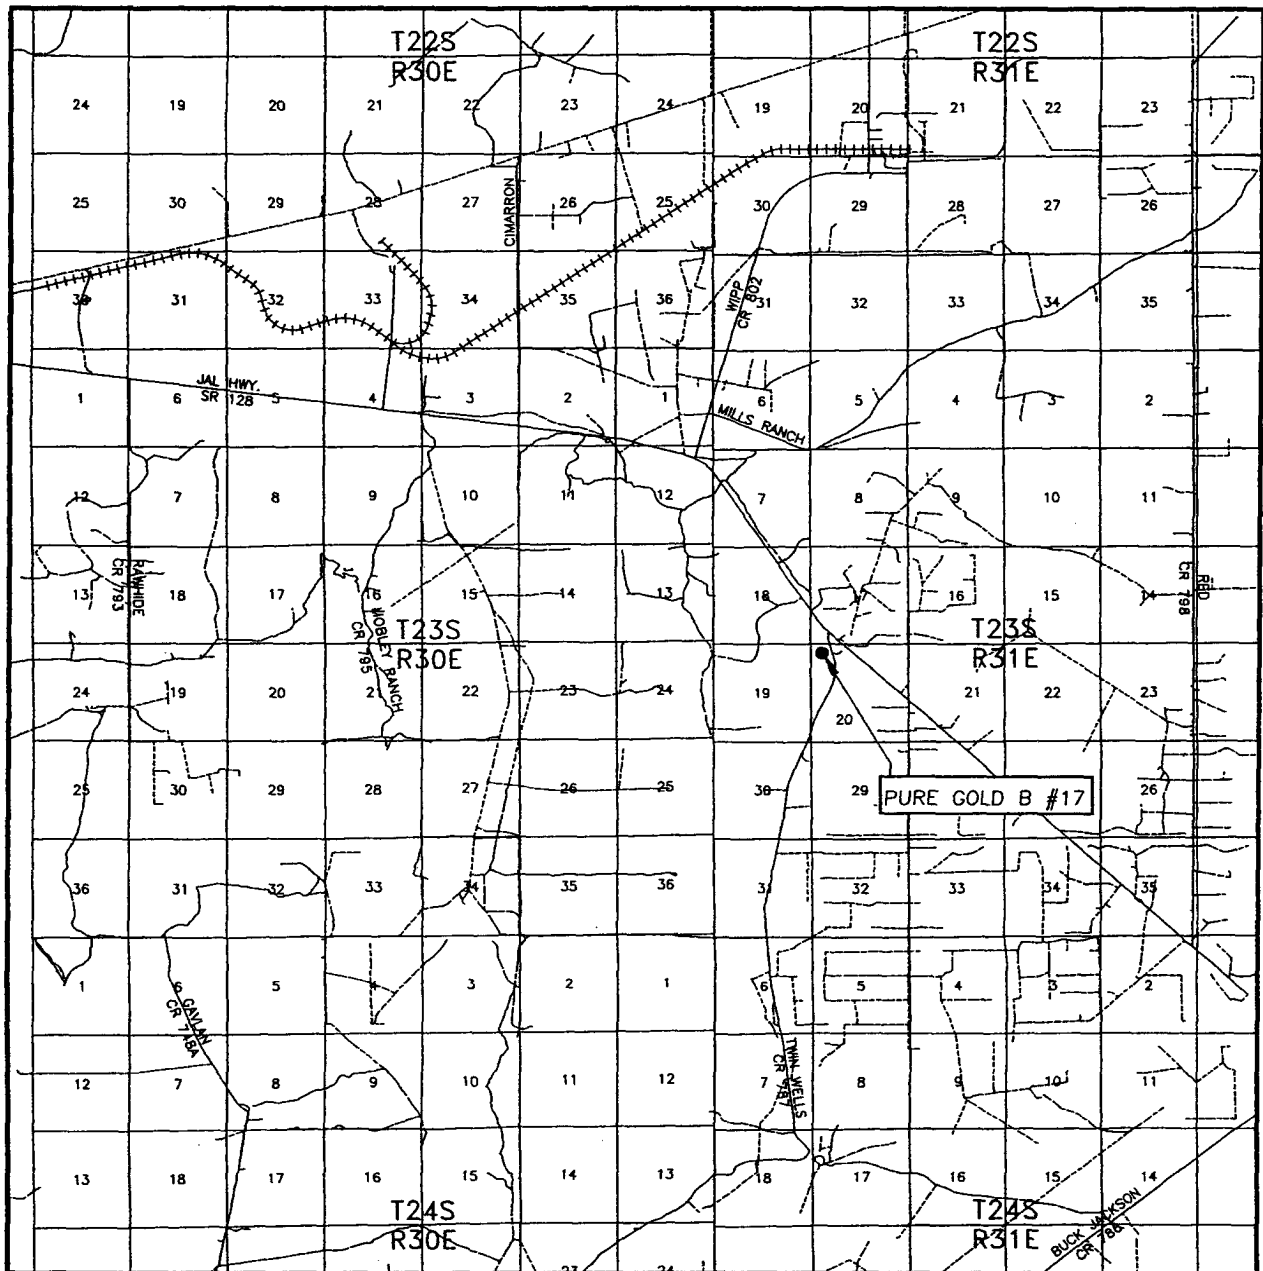 T22S T22S
R30E R31E
24 19 20 21 22 23 24 19 20 21 22 23
25 30 29 28 27 CIMARRON 26 25 30 29 28 27 26
36 31 32 33 34 35 36 31 32 33 34 35
WIPP
CR 802
JAL HWY.
SR 128
1 6 5 4 3 2 1 6 5 4 3 2
MILLS RANCH
12 7 8 9 10 11 12 7 8 9 10 11
RAWHIDE
CR 793
RED
CR 798
13 18 17 16 15 14 13 18 16 15 14
MOBLEY RANCH
CR 795
T23S T23S
R30E R31E
24 19 20 21 22 23 24 19 20 21 22 23
25 30 29 28 27 26 25 30 29 26
PURE GOLD B #17
36 31 32 33 34 35 36 31 32 33 34 35
1 6 5 4 3 2 1 6 5 4 3 2
GAVILAN
CR 748A
TWIN WELLS
CR 787
12 7 8 9 10 11 12 7 8 9 10 11
13 18 17 16 15 14 13 18 17 16 15 14
T24S T24S
R30E R31E
BUCK JACKSON
23 24